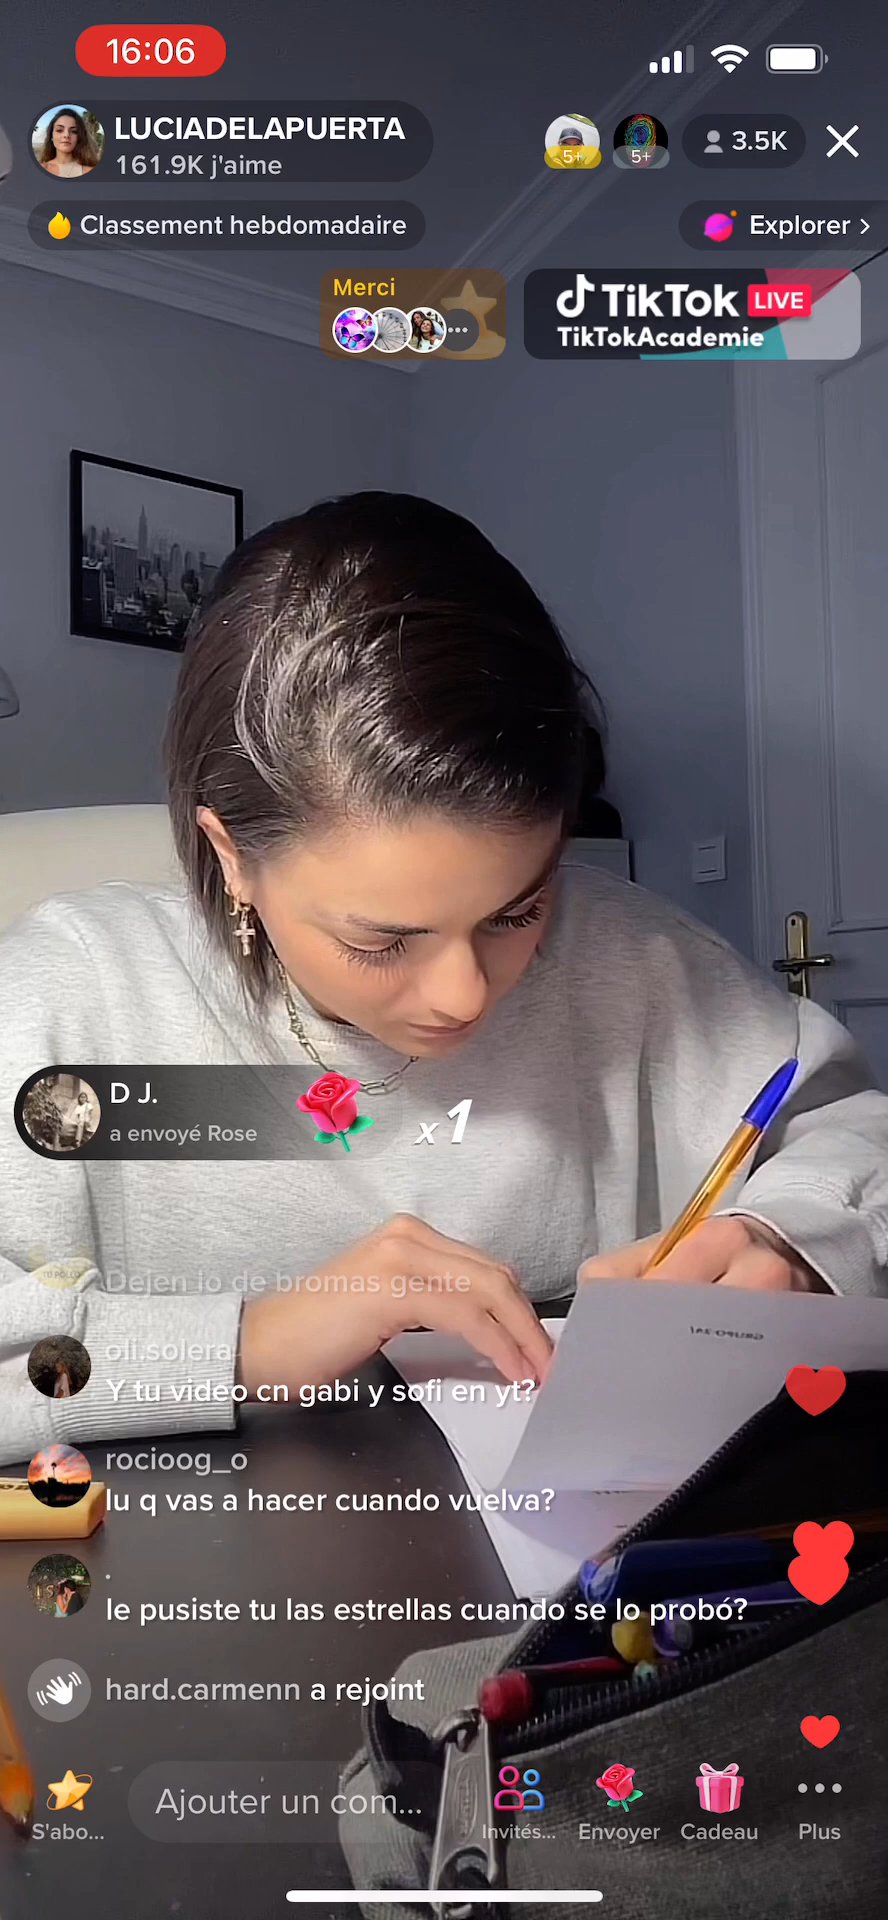 16:06
LUCIADELAPUERTA
161.9K j'aime
5+
5+
3.5K
Classement hebdomadaire
Explorer >
Merci
TikTok LIVE
TikTokAcademie
D J.
a envoyé Rose
x1
Dejen lo de bromas gente
oli.solera
Y tu video cn gabi y sofi en yt?
rocioog_o
lu q vas a hacer cuando vuelva?
.
le pusiste tu las estrellas cuando se lo probó?
hard.carmenn a rejoint
S'abo...
Ajouter un com...
Invités...
Envoyer
Cadeau
Plus